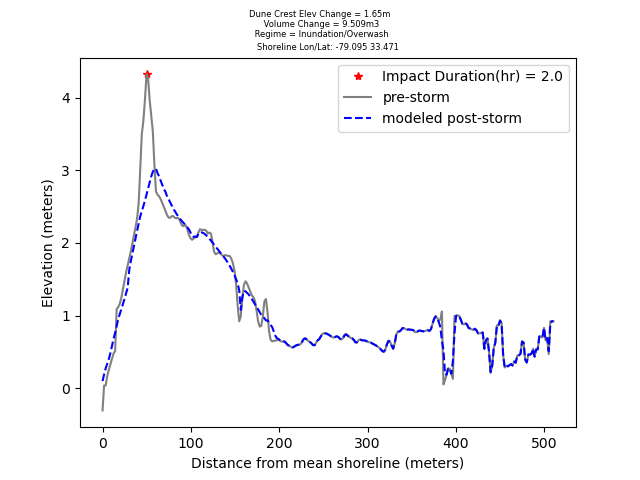 Dune Crest Elev Change = 1.65m
Volume Change = 9.509m3
Regime = Inundation/Overwash
Shoreline Lon/Lat: -79.095 33.471
Impact Duration(hr) = 2.0
pre-storm
modeled post-storm
Elevation (meters)
4
3
2
1
0
0 100 200 300 400 500
Distance from mean shoreline (meters)